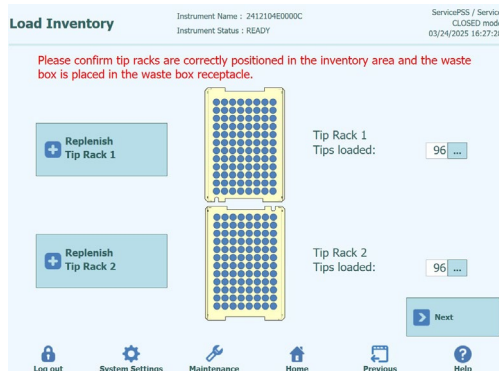 Load Inventory
Instrument Name : 2412104E0000C
Instrument Status : READY
ServicePSS / Service
CLOSED mode
03/24/2025 16:27:28
Please confirm tip racks are correctly positioned in the inventory area and the waste
box is placed in the waste box receptacle.
Replenish
Tip Rack 1
Tip Rack 1
Tips loaded:
96 ...
Replenish
Tip Rack 2
Tip Rack 2
Tips loaded:
96 ...
Next
Log out
System Settings
Maintenance
Home
Previous
Help